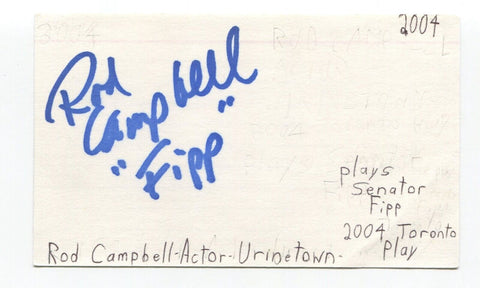 2004
Rod
Campbell
"Fipp"
plays
Senator
Fipp
2004 Toronto
Play
Rod Campbell-Actor-Urinetown-